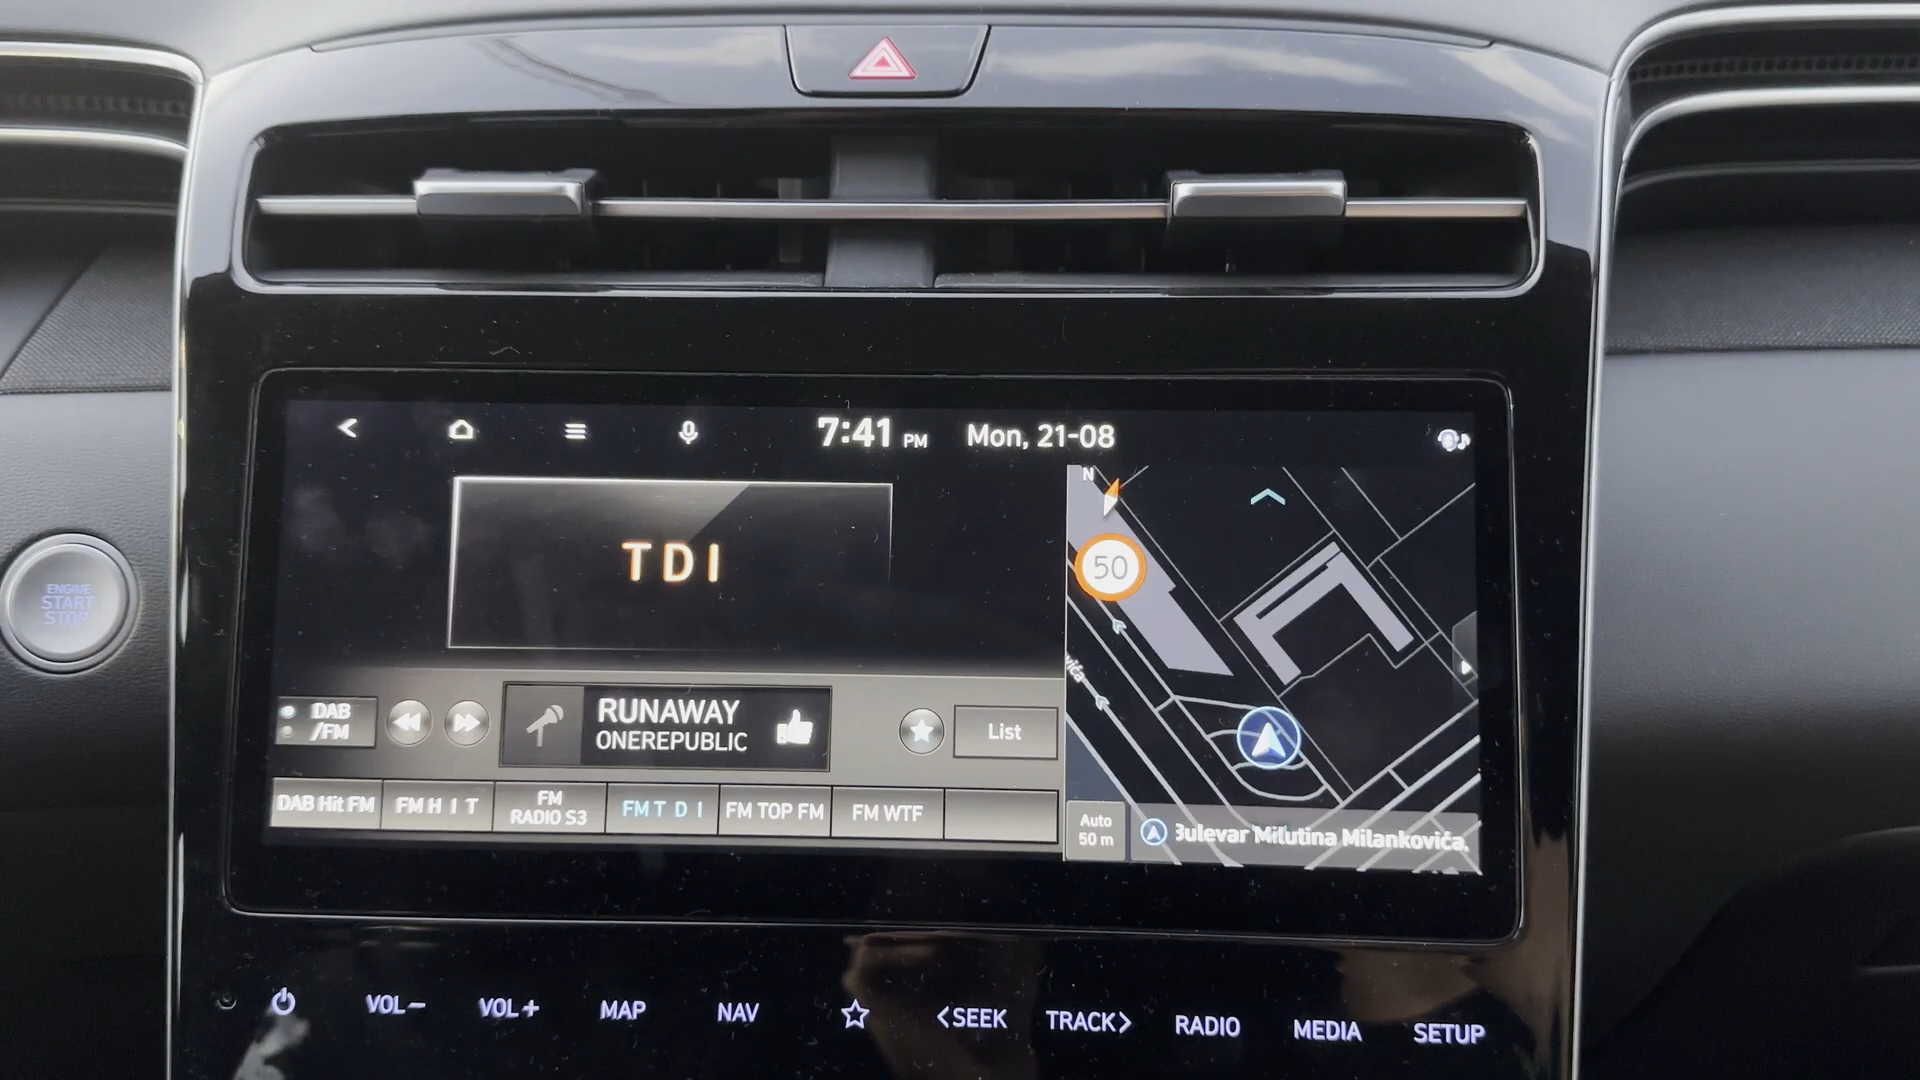 7:41 PM Mon, 21-08
N
TDI
50
ENGINE
START
STOP
DAB
/FM
RUNAWAY
ONEREPUBLIC
List
DAB Hit FM
FM H I T
FM
RADIO S3
FM T D I
FM TOP FM
FM WTF
Auto
50 m
Bulevar Milutina Milankovića,
VOL−
VOL+
MAP
NAV
<SEEK
TRACK>
RADIO
MEDIA
SETUP